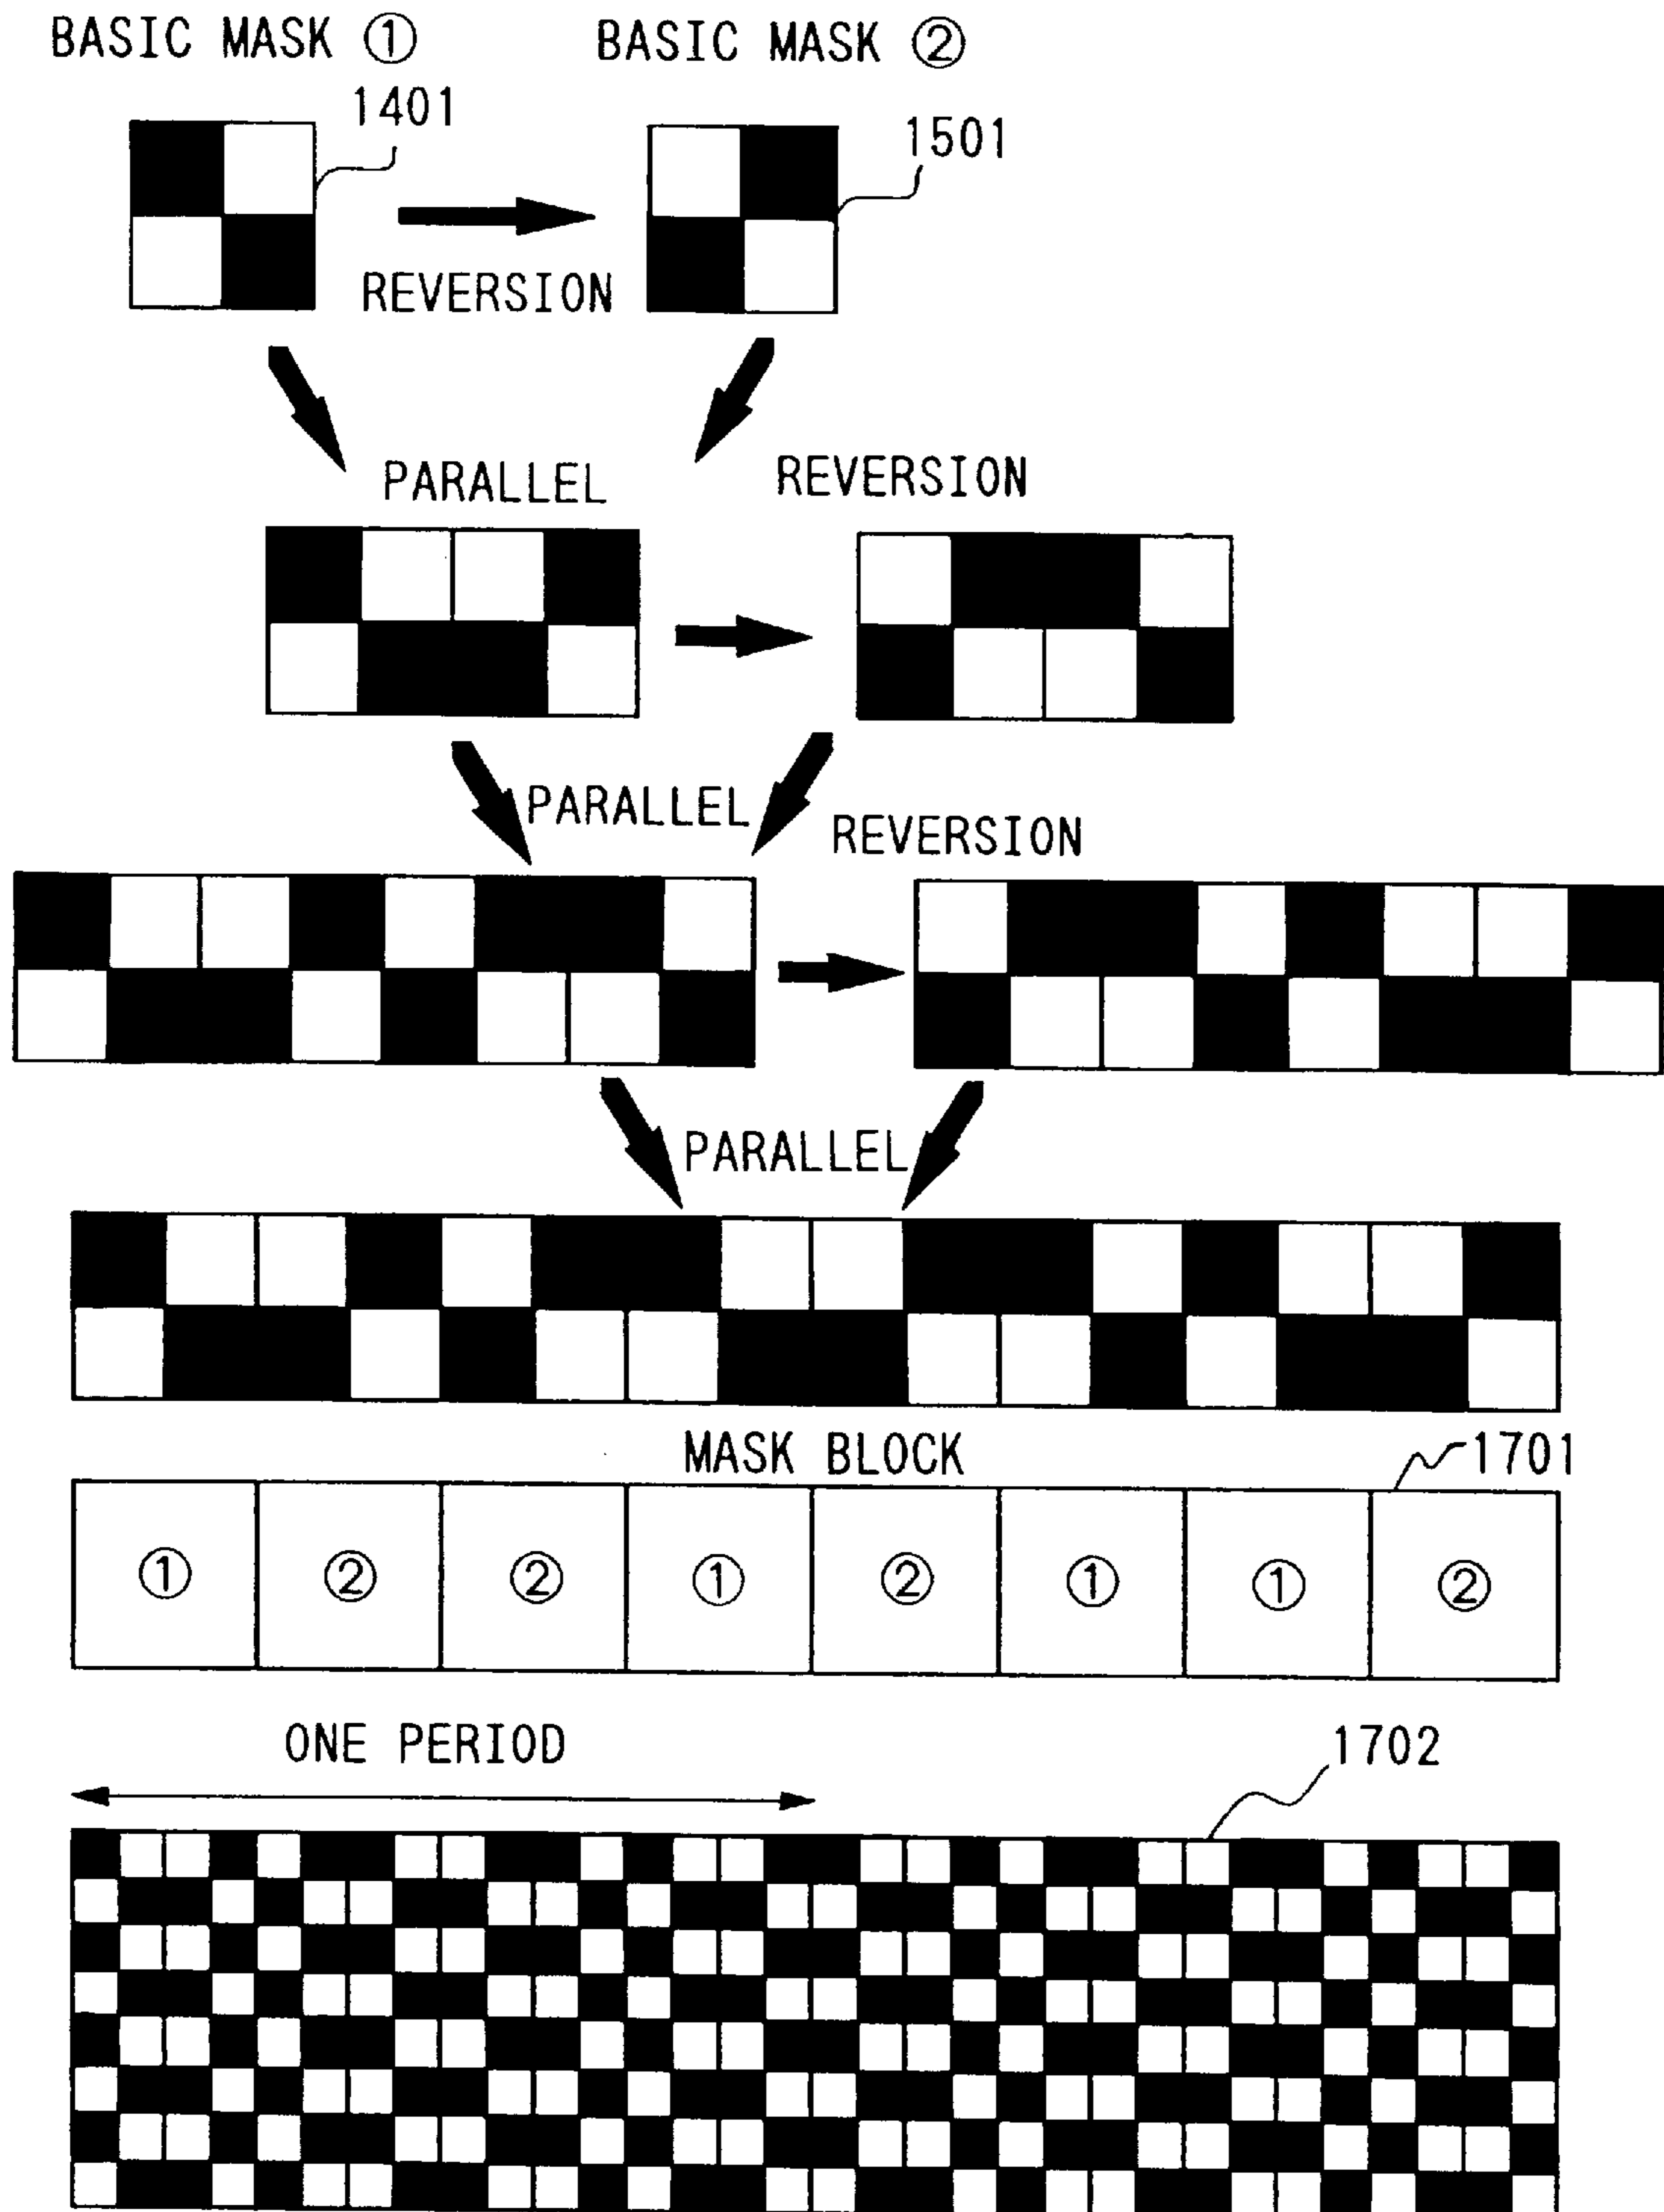 BASIC MASK ① BASIC MASK ②
1401
1501
REVERSION
PARALLEL REVERSION
PARALLEL
REVERSION
PARALLEL
MASK BLOCK
1701
① ② ② ① ② ① ① ②
ONE PERIOD
1702